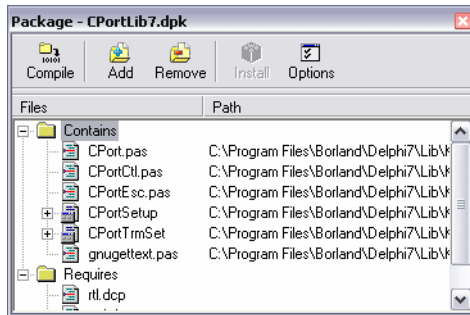 Package - CPortLib7.dpk
Compile Add Remove Install Options
Files Path
Contains
CPort.pas C:\Program Files\Borland\Delphi7\Lib\
CPortCtl.pas C:\Program Files\Borland\Delphi7\Lib\
CPortEsc.pas C:\Program Files\Borland\Delphi7\Lib\
CPortSetup C:\Program Files\Borland\Delphi7\Lib\
CPortTrmSet C:\Program Files\Borland\Delphi7\Lib\
gnugettext.pas C:\Program Files\Borland\Delphi7\Lib\
Requires
rtl.dcp